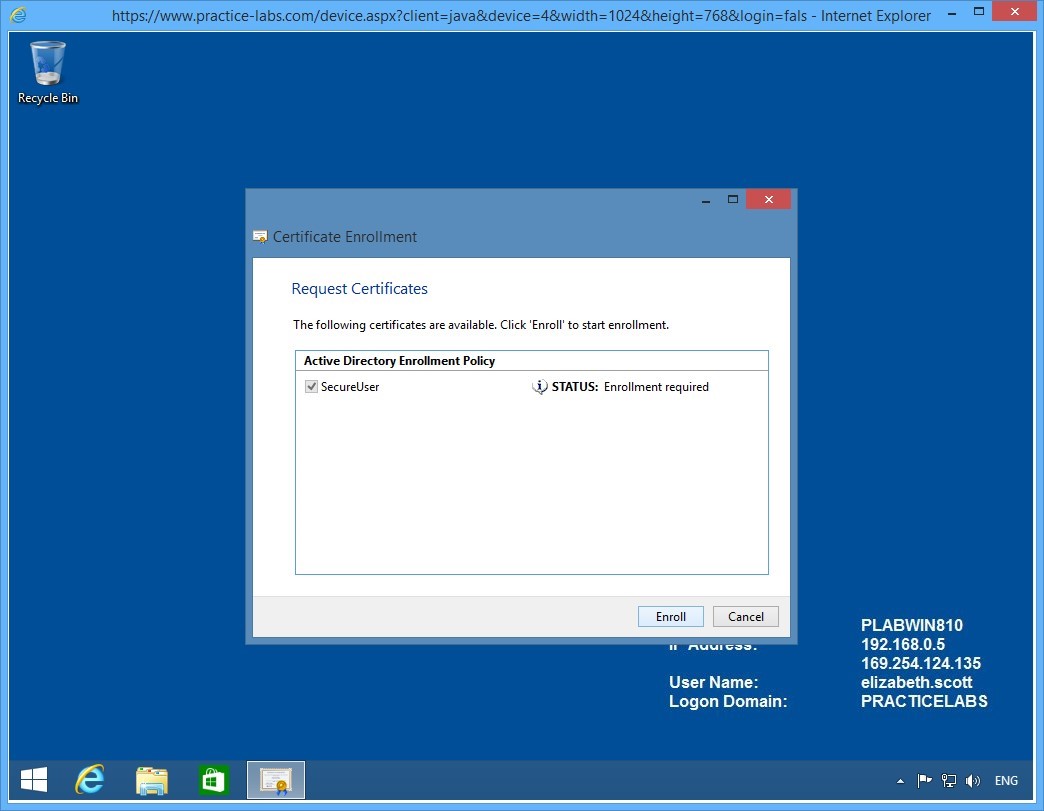 https://www.practice-labs.com/device.aspx?client=java&device=4&width=1024&height=768&login=fals - Internet Explorer
Recycle Bin
Certificate Enrollment
Request Certificates
The following certificates are available. Click 'Enroll' to start enrollment.
Active Directory Enrollment Policy
SecureUser STATUS: Enrollment required
Enroll Cancel
PLABWIN810
IP Address: 192.168.0.5
169.254.124.135
User Name: elizabeth.scott
Logon Domain: PRACTICELABS
ENG